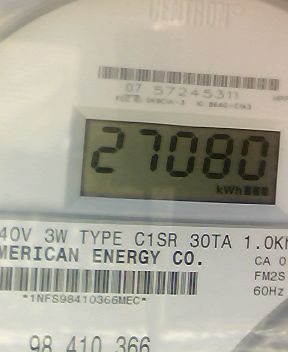 CENTRON
07 57245311
27080
kWh
40V 3W TYPE C1SR 30TA 1.0K
MERICAN ENERGY CO.
CA 0
FM2S
60Hz
*1NFS98410366MEC*
98 410 366